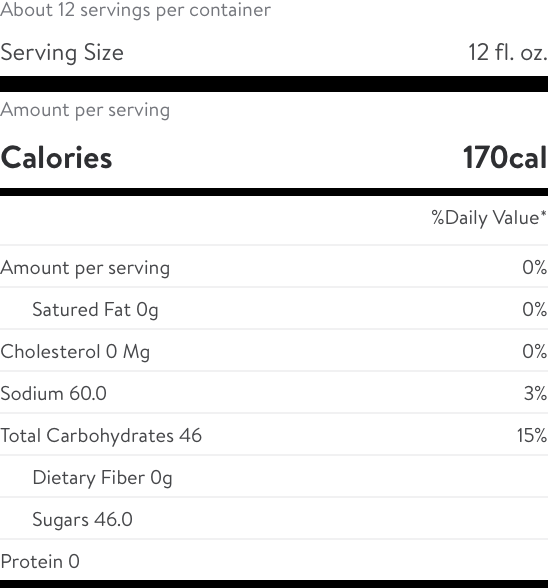 About 12 servings per container
Serving Size 12 fl. oz.
Amount per serving
Calories 170cal
%Daily Value*
Amount per serving 0%
Satured Fat 0g 0%
Cholesterol 0 Mg 0%
Sodium 60.0 3%
Total Carbohydrates 46 15%
Dietary Fiber 0g
Sugars 46.0
Protein 0